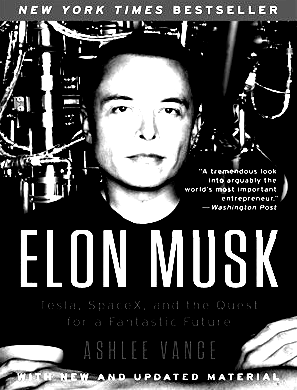 NEW YORK TIMES BESTSELLER
"A tremendous look
into arguably the
world's most important
entrepreneur."
—Washington Post
ELON MUSK
Tesla, SpaceX, and the Quest
for a Fantastic Future
ASHLEE VANCE
WITH NEW AND UPDATED MATERIAL